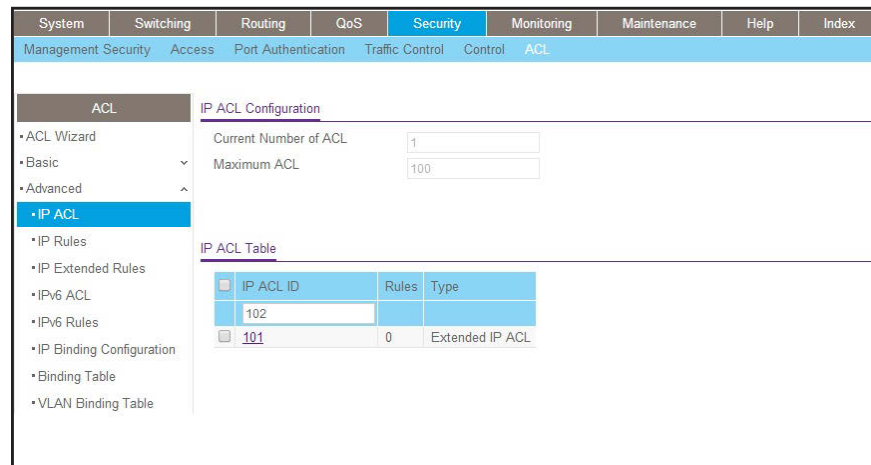 System Switching Routing QoS Security Monitoring Maintenance Help Index
Management Security Access Port Authentication Traffic Control Control ACL
ACL
ACL Wizard
Basic
Advanced
IP ACL
IP Rules
IP Extended Rules
IPv6 ACL
IPv6 Rules
IP Binding Configuration
Binding Table
VLAN Binding Table
IP ACL Configuration
Current Number of ACL 1
Maximum ACL 100
IP ACL Table
IP ACL ID Rules Type
102
101 0 Extended IP ACL